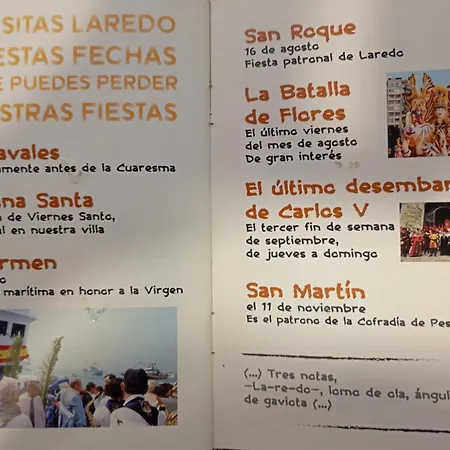 SITAS LAREDO
ESTAS FECHAS
E PUEDES PERDER
ESTRAS FIESTAS
avales
amente antes de la Cuaresma
na Santa
n de Viernes Santo,
al en nuestra villa
armen
o
marítima en honor a la Virgen
San Roque
16 de agosto
Fiesta patronal de Laredo
La Batalla
de Flores
El último viernes
del mes de agosto
De gran interés
El último desembar
de Carlos V
El tercer fin de semana
de septiembre,
de jueves a domingo
San Martín
el 11 de noviembre
Es el patrono de la Cofradía de Pes
(...) Tres notas,
-La-re-do-, lomo de ola, ángul
de gaviota (...)